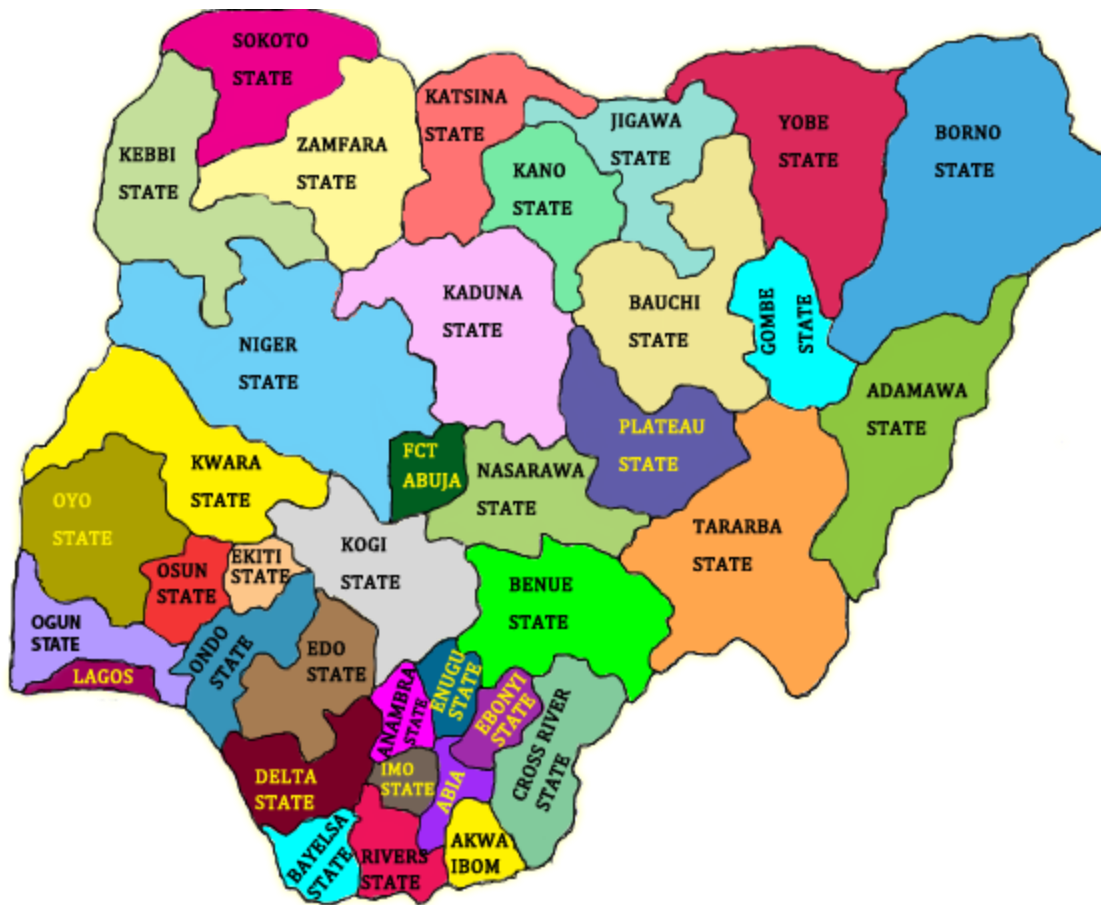 SOKOTO
STATE
KEBBI
STATE
ZAMFARA
STATE
KATSINA
STATE
JIGAWA
STATE
KANO
STATE
YOBE
STATE
BORNO
STATE
KADUNA
STATE
BAUCHI
STATE
GOMBE
STATE
NIGER
STATE
ADAMAWA
STATE
PLATEAU
STATE
FCT
ABUJA
NASARAWA
STATE
KWARA
STATE
OYO
STATE
TARARBA
STATE
KOGI
STATE
EKITI
STATE
OSUN
STATE
BENUE
STATE
OGUN
STATE
LAGOS
ONDO
STATE
EDO
STATE
ANAMBRA
STATE
ENUGU
STATE
EBONYI
STATE
CROSS RIVER
STATE
DELTA
STATE
IMO
STATE
ABIA
BAYELSA
STATE
RIVERS
STATE
AKWA
IBOM